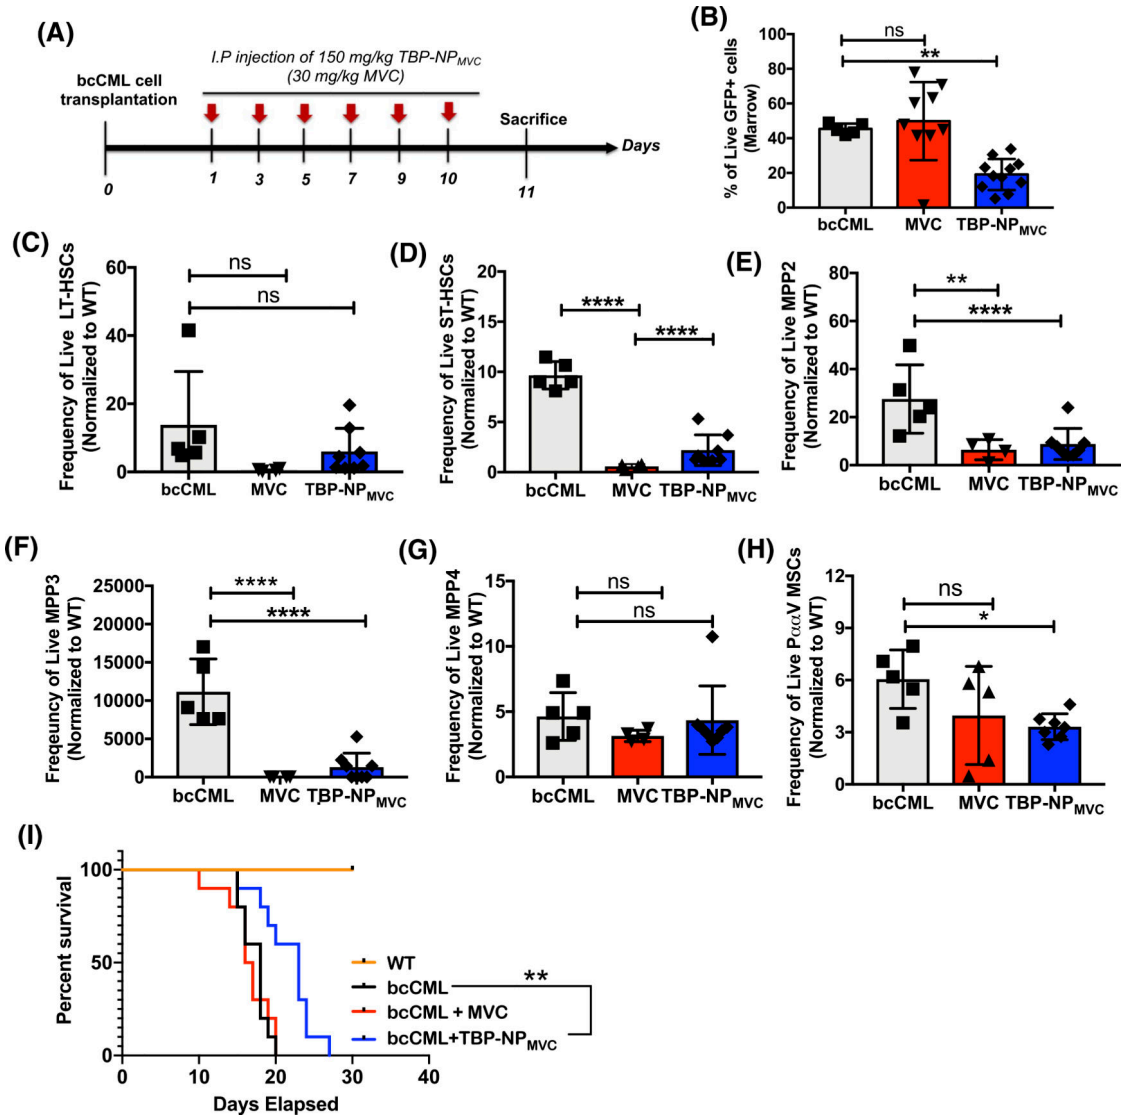 (A)
I.P injection of 150 mg/kg TBP-NPMVC
(30 mg/kg MVC)
bcCML cell
transplantation
Sacrifice
Days
0 1 3 5 7 9 10 11
(B)
% of Live GFP+ cells
(Marrow)
100
80
60
40
20
0
ns
**
bcCML MVC TBP-NPMVC
(C)
Frequency of Live LT-HSCs
(Normalized to WT)
60
40
20
0
ns
ns
bcCML MVC TBP-NPMVC
(D)
Frequency of Live ST-HSCs
(Normalized to WT)
20
15
10
5
0
****
****
bcCML MVC TBP-NPMVC
(E)
Frequency of Live MPP2
(Normalized to WT)
80
60
40
20
0
**
****
bcCML MVC TBP-NPMVC
(F)
Frequency of Live MPP3
(Normalized to WT)
25000
20000
15000
10000
5000
0
****
****
bcCML MVC TBP-NPMVC
(G)
Frequency of Live MPP4
(Normalized to WT)
15
10
5
0
ns
ns
bcCML MVC TBP-NPMVC
(H)
Frequency of Live PααV MSCs
(Normalized to WT)
12
9
6
3
0
ns
*
bcCML MVC TBP-NPMVC
(I)
Percent survival
100
50
0
0 10 20 30 40
Days Elapsed
WT
bcCML
bcCML + MVC
bcCML+TBP-NPMVC
**